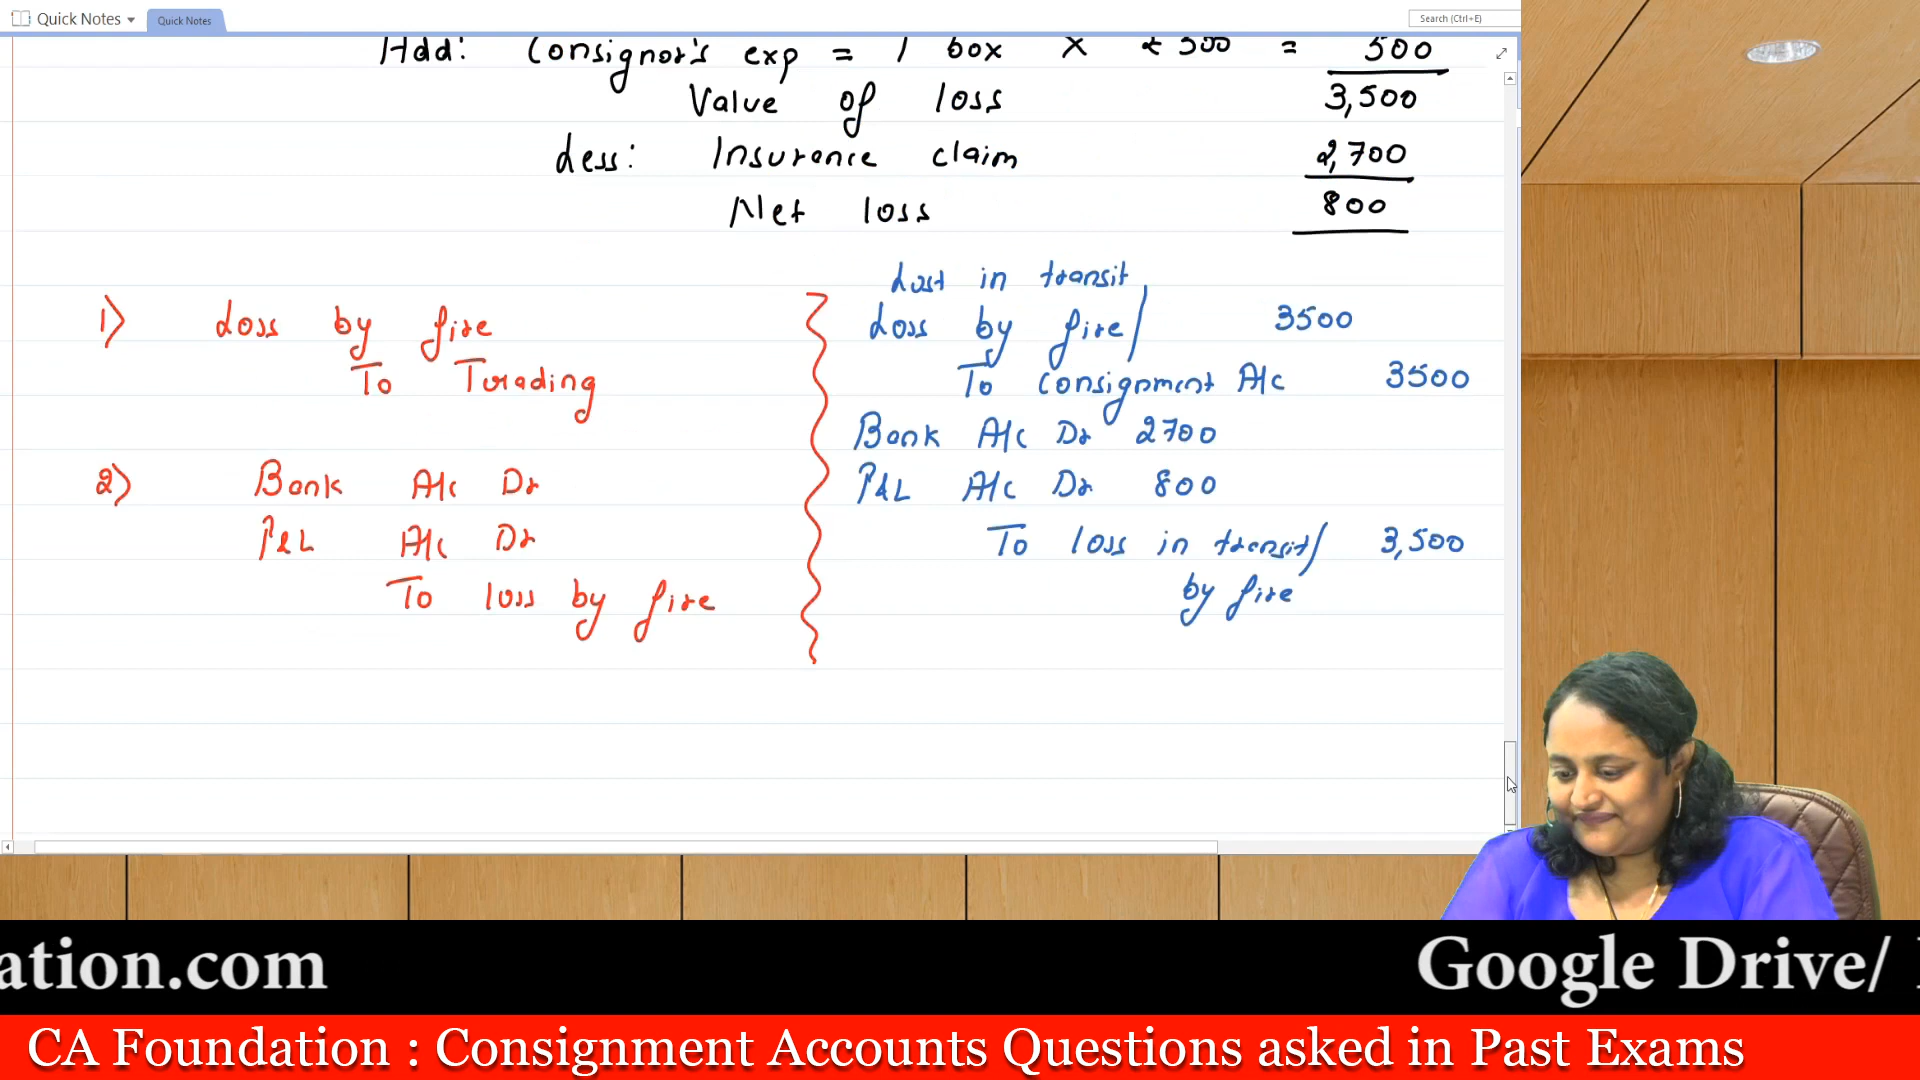 Quick Notes
Quick Notes
Search (Ctrl+E)
Add: Consignor's exp = 1 box x ₹ 500 = 500
Value of loss 3,500
Less: Insurance claim 2,700
Net loss 800
1) Loss by fire
To Trading
2) Bank A/c Dr
P&L A/c Dr
To loss by fire
Lost in transit
Loss by fire/ 3500
To Consignment A/c 3500
Bank A/c Dr 2700
P&L A/c Dr 800
To loss in transit/ 3,500
by fire
ation.com Google Drive/
CA Foundation : Consignment Accounts Questions asked in Past Exams